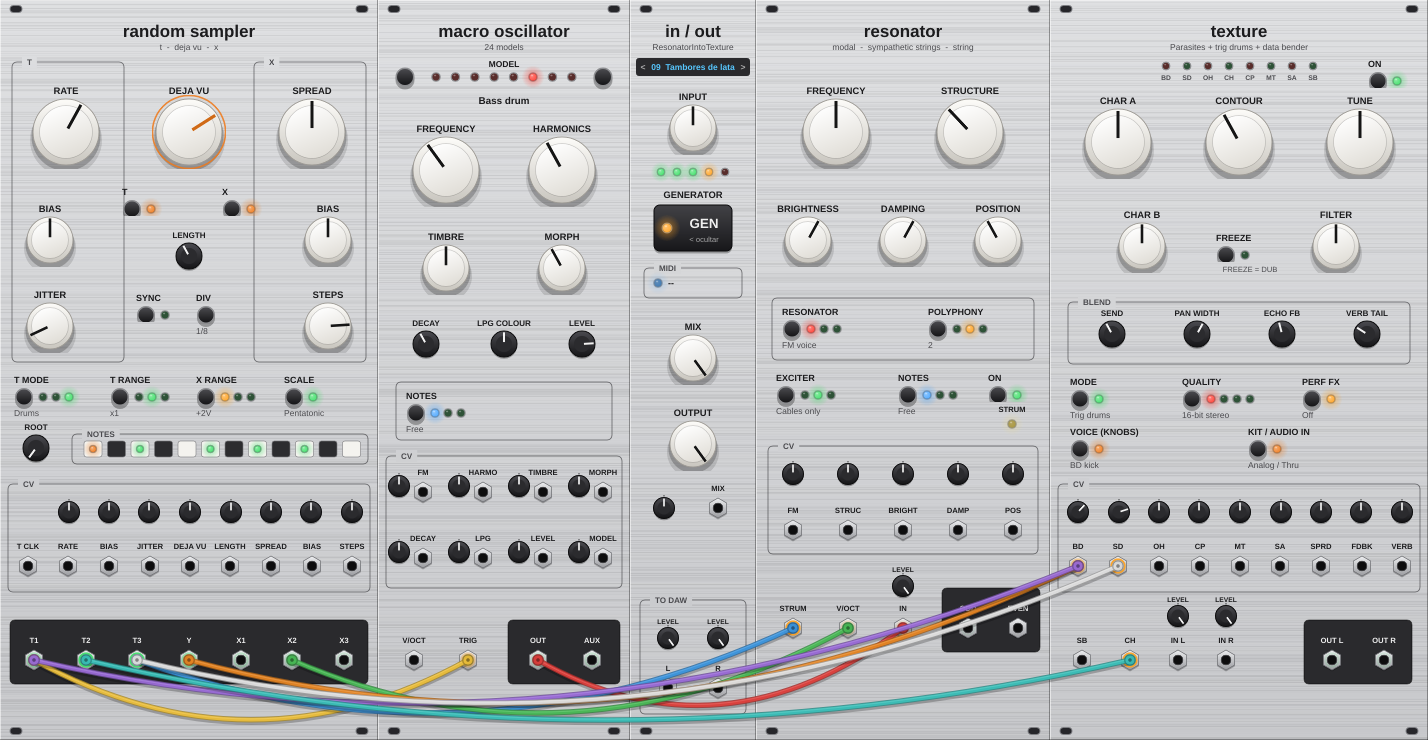 random sampler
t - deja vu - x
T
X
RATE
DEJA VU
SPREAD
T
X
BIAS
LENGTH
BIAS
JITTER
SYNC
DIV
STEPS
1/8
T MODE
T RANGE
X RANGE
SCALE
Drums
x1
+2V
Pentatonic
ROOT
NOTES
CV
T CLK
RATE
BIAS
JITTER
DEJA VU
LENGTH
SPREAD
BIAS
STEPS
T1
T2
T3
Y
X1
X2
X3
macro oscillator
24 models
MODEL
Bass drum
FREQUENCY
HARMONICS
TIMBRE
MORPH
DECAY
LPG COLOUR
LEVEL
NOTES
Free
CV
FM
HARMO
TIMBRE
MORPH
DECAY
LPG
LEVEL
MODEL
V/OCT
TRIG
OUT
AUX
in / out
ResonatorIntoTexture
< 09 Tambores de lata >
INPUT
GENERATOR
GEN
< ocultar
MIDI
--
MIX
OUTPUT
MIX
TO DAW
LEVEL
LEVEL
L
R
resonator
modal - sympathetic strings - string
FREQUENCY
STRUCTURE
BRIGHTNESS
DAMPING
POSITION
RESONATOR
POLYPHONY
FM voice
2
EXCITER
NOTES
ON
Cables only
Free
STRUM
CV
FM
STRUC
BRIGHT
DAMP
POS
LEVEL
STRUM
V/OCT
IN
texture
Parasites + trig drums + data bender
BD
SD
OH
CH
CP
MT
SA
SB
ON
CHAR A
CONTOUR
TUNE
CHAR B
FILTER
FREEZE
FREEZE = DUB
BLEND
SEND
PAN WIDTH
ECHO FB
VERB TAIL
MODE
QUALITY
PERF FX
Trig drums
16-bit stereo
Off
VOICE (KNOBS)
KIT / AUDIO IN
BD kick
Analog / Thru
CV
BD
SD
OH
CP
MT
SA
SPRD
FDBK
VERB
LEVEL
LEVEL
SB
CH
IN L
IN R
OUT L
OUT R